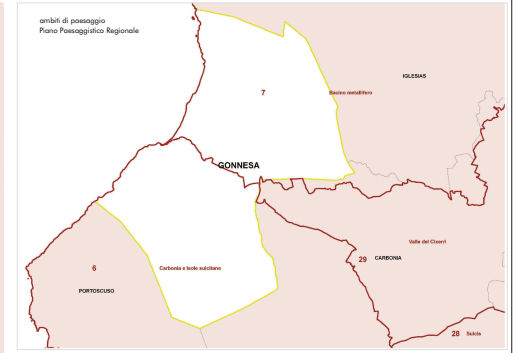 ambiti di paesaggio
Piano Paesaggistico Regionale
IGLESIAS
7
Bacino metallifero
GONNESA
Valle del Cixerri
29
CARBONIA
6
Carbonia e Isole sulcitane
PORTOSCUSO
28
Sulcis